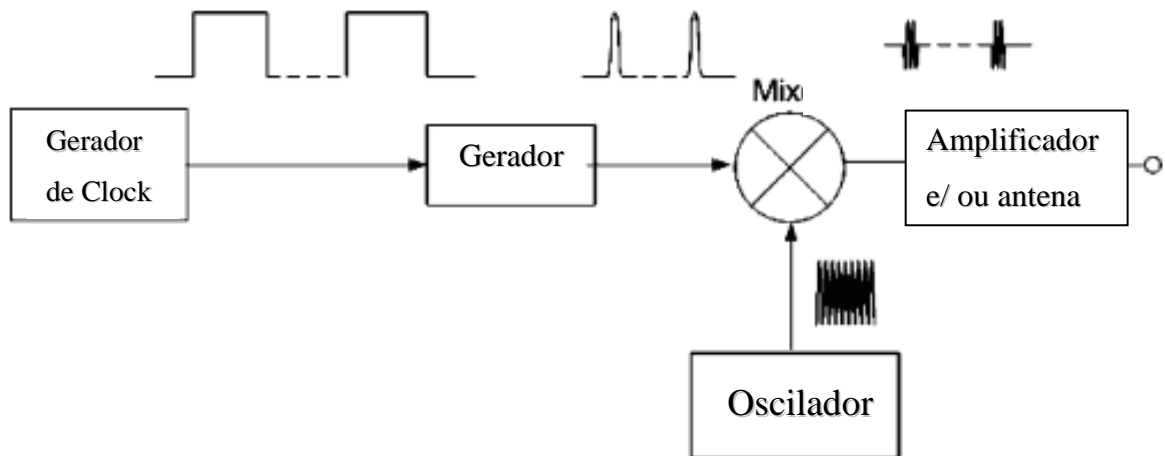 Mix
Gerador
de Clock
Gerador
Amplificador
e/ ou antena
Oscilador